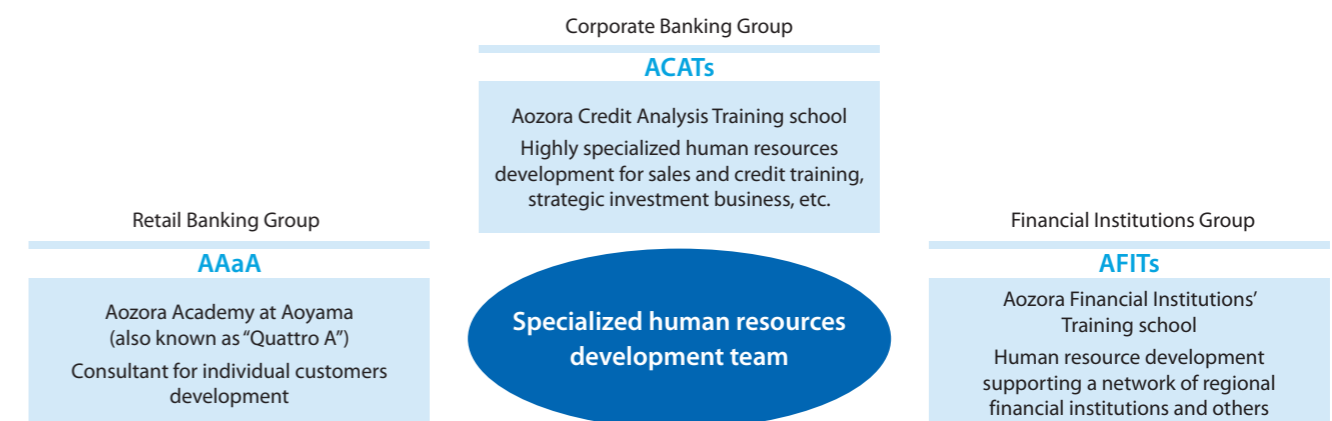 Corporate Banking Group
ACATs
Aozora Credit Analysis Training school
Highly specialized human resources
development for sales and credit training,
strategic investment business, etc.
Retail Banking Group
AAaA
Aozora Academy at Aoyama
(also known as “Quattro A”)
Consultant for individual customers
development
Specialized human resources
development team
Financial Institutions Group
AFITs
Aozora Financial Institutions’
Training school
Human resource development
supporting a network of regional
financial institutions and others